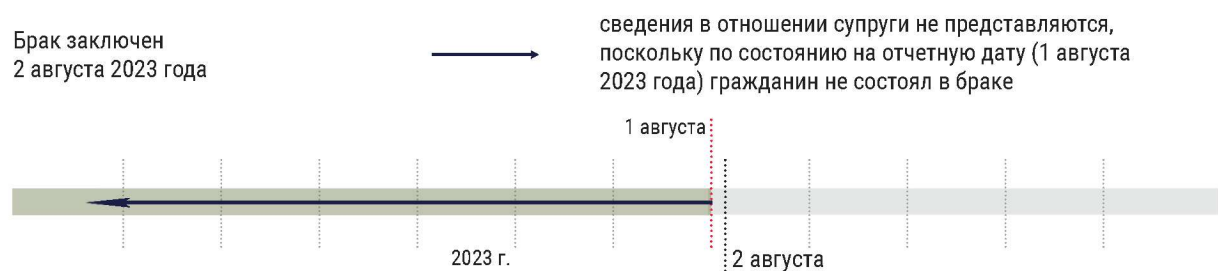 Брак заключен
2 августа 2023 года
сведения в отношении супруги не представляются,
поскольку по состоянию на отчетную дату (1 августа
2023 года) гражданин не состоял в браке
1 августа
2023 г.
2 августа